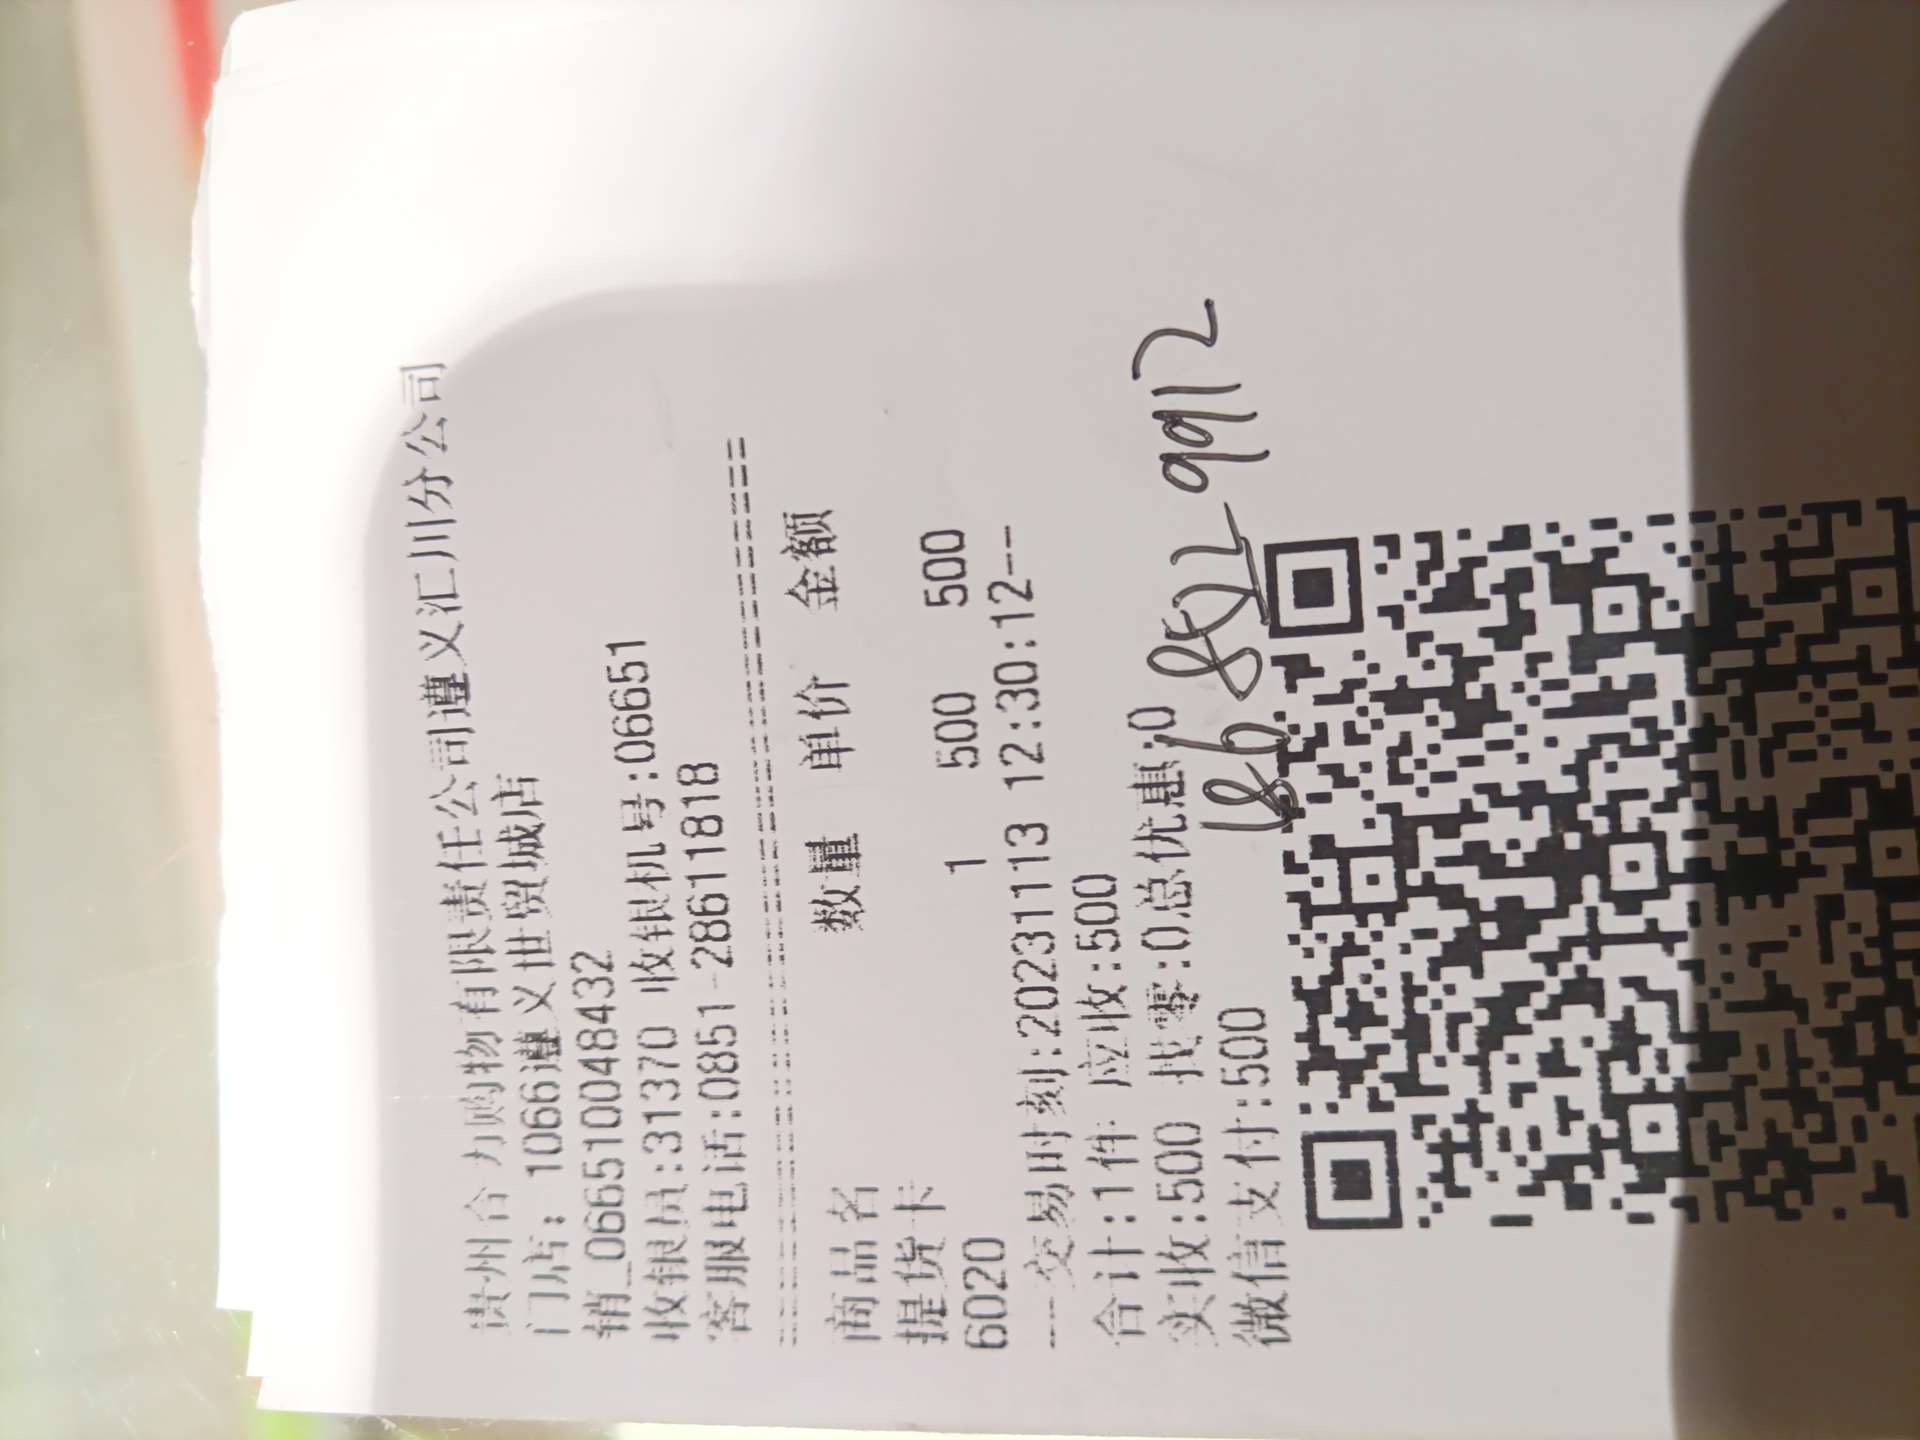 贵州合力购物有限责任公司遵义汇川分公司
门店: 1066遵义世贸城店
销_066510048432
收银员:31370 收银机号:06651
客服电话:0851-28611818
================================
商品名 数量 单价 金额
提货卡
6020 1 500 500
---交易时刻:20231113 12:30:12--
合计:1件 应收:500
实收:500 找零:0总优惠:0
微信支付:500
186 8522 9912